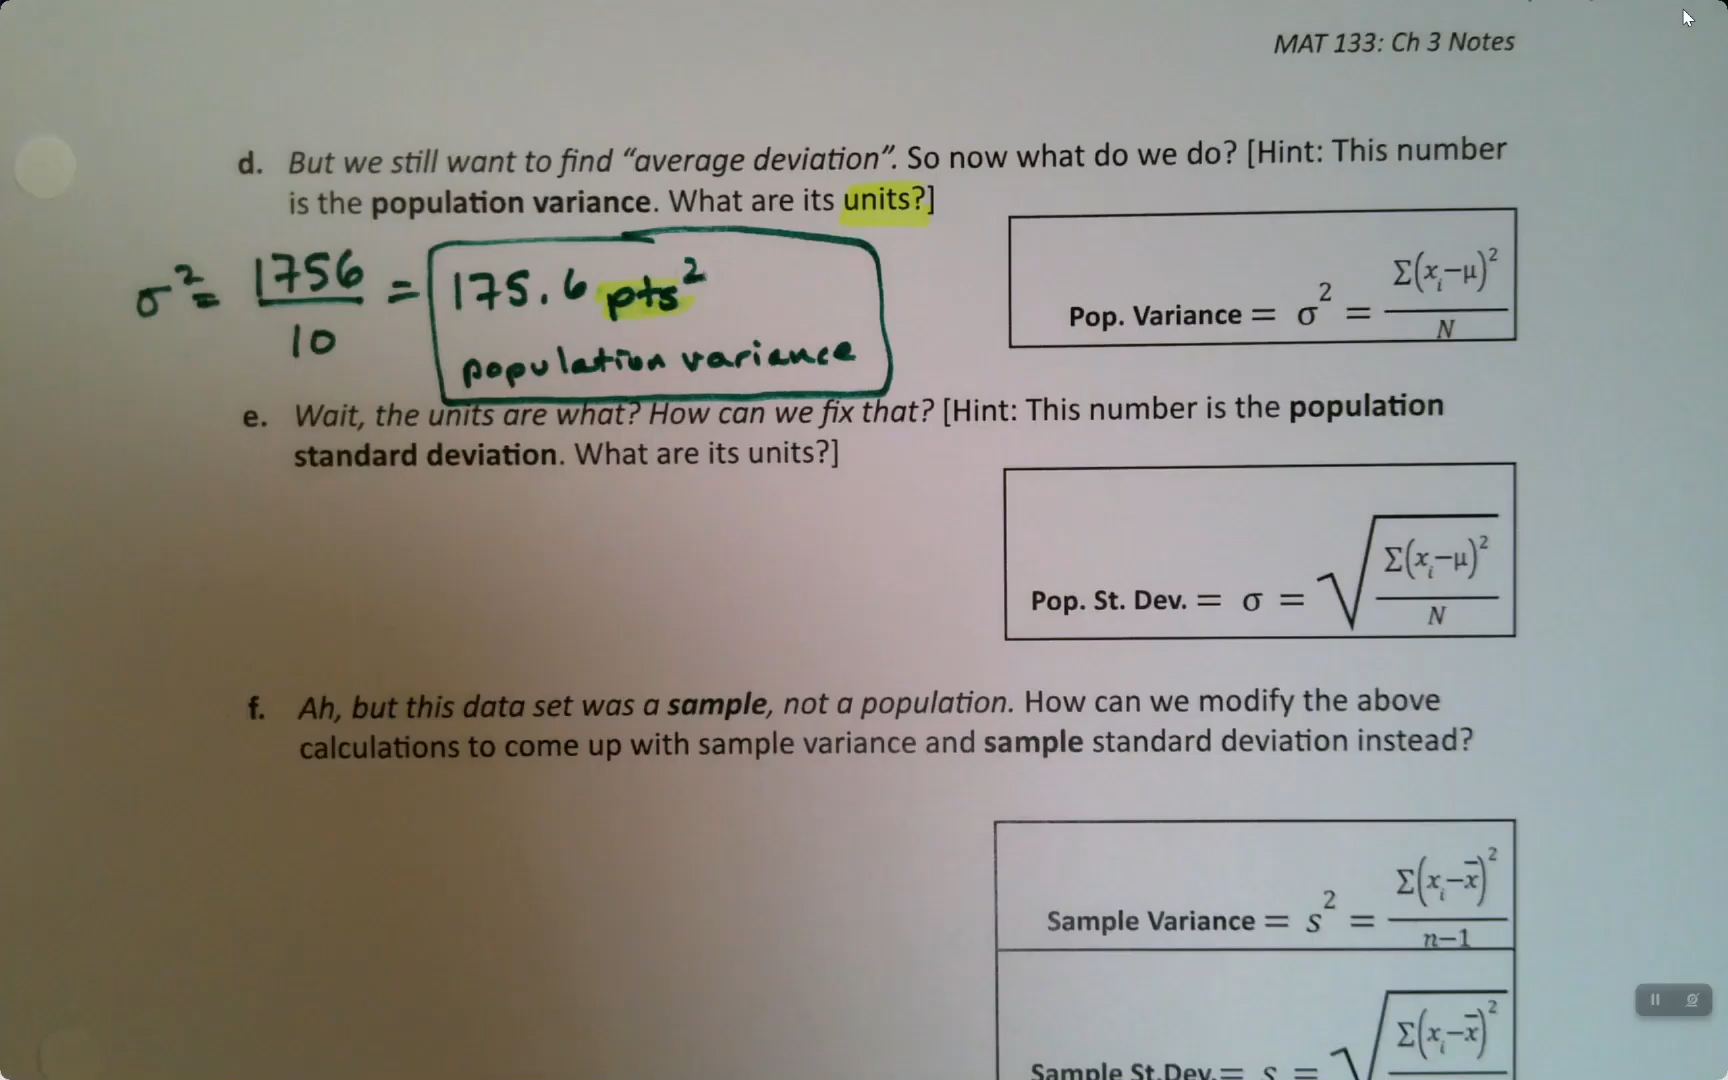 MAT 133: Ch 3 Notes
d. But we still want to find “average deviation”. So now what do we do? [Hint: This number
is the population variance. What are its units?]
σ² = 1756/10 = 175.6 pts²
population variance
Pop. Variance = σ² = Σ(xᵢ−μ)²/N
e. Wait, the units are what? How can we fix that? [Hint: This number is the population
standard deviation. What are its units?]
Pop. St. Dev. = σ = √(Σ(xᵢ−μ)²/N)
f. Ah, but this data set was a sample, not a population. How can we modify the above
calculations to come up with sample variance and sample standard deviation instead?
Sample Variance = s² = Σ(xᵢ−x̄)²/n−1
Sample St.Dev.= s = √Σ(xᵢ−x̄)²